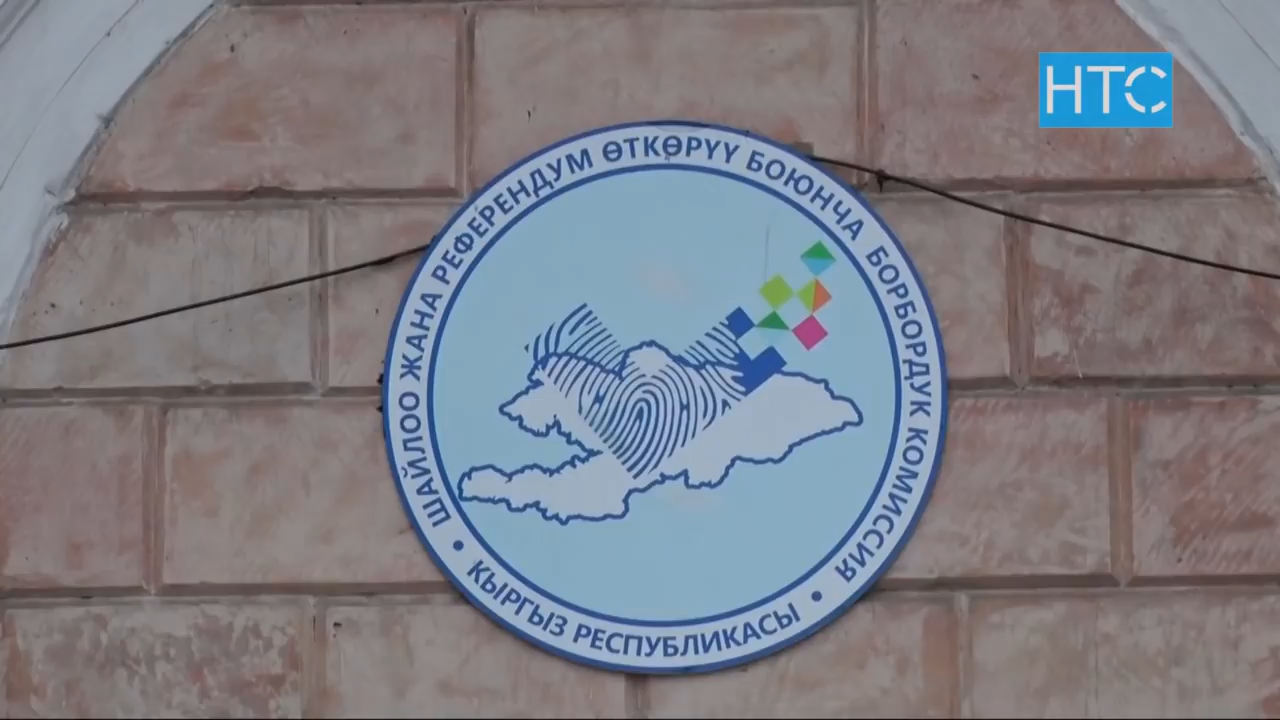 НТС
ШАЙЛОО ЖАНА РЕФЕРЕНДУМ ӨТКӨРҮҮ БОЮНЧА БОРБОРДУК КОМИССИЯ
• КЫРГЫЗ РЕСПУБЛИКАСЫ •